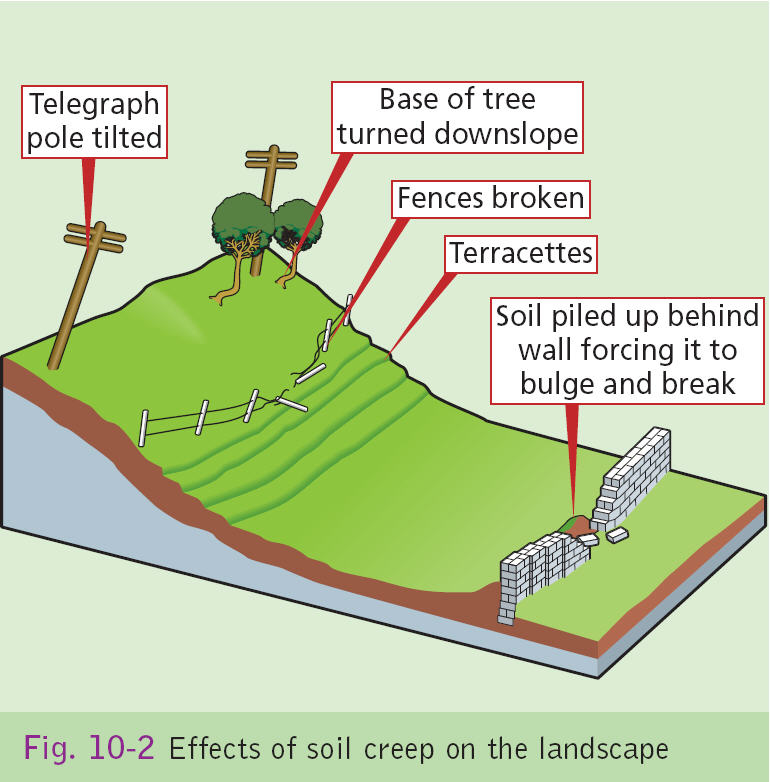 Telegraph
pole tilted
Base of tree
turned downslope
Fences broken
Terracettes
Soil piled up behind
wall forcing it to
bulge and break
Fig. 10-2 Effects of soil creep on the landscape